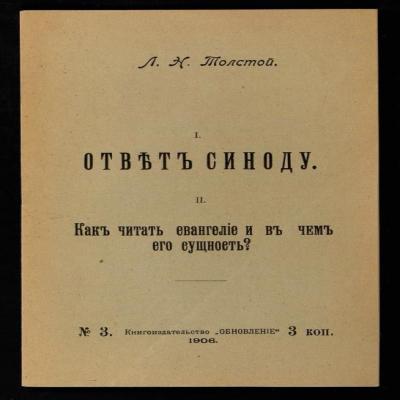 Л. Н. Толстой.
I.
ОТВѢТЪ СИНОДУ.
II.
Какъ читать евангеліе и въ чемъ
его сущность?
№ 3. Книгоиздательство „ОБНОВЛЕНІЕ“ 3 коп.
1906.